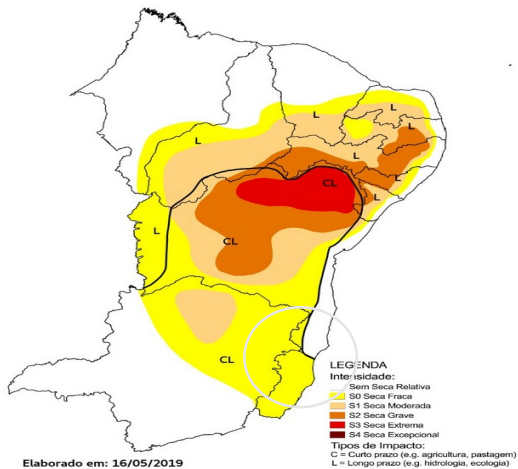 L
L
L
L
L
L
CL
L
L
CL
CL
LEGENDA
Intensidade:
Sem Seca Relativa
S0 Seca Fraca
S1 Seca Moderada
S2 Seca Grave
S3 Seca Extrema
S4 Seca Excepcional
Tipos de Impacto:
C = Curto prazo (e.g. agricultura, pastagem)
L = Longo prazo (e.g. hidrologia, ecologia)
Elaborado em: 16/05/2019